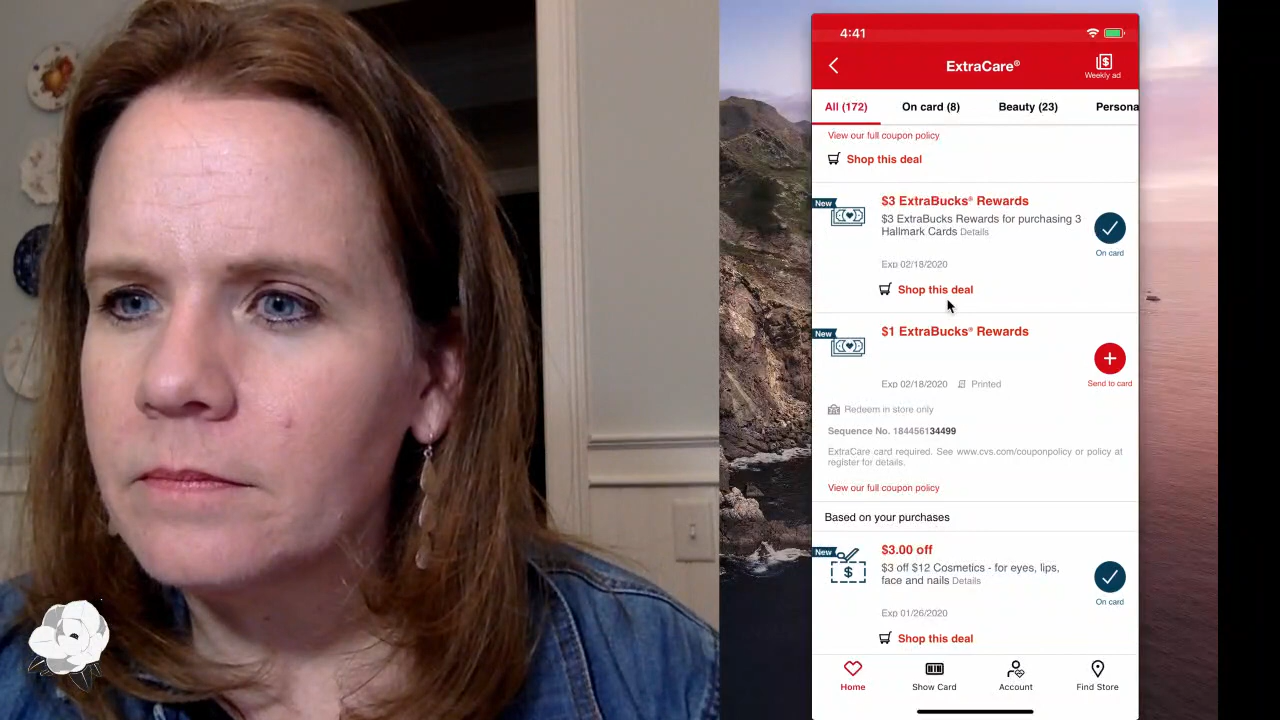 4:41
ExtraCare®
Weekly ad
All (172) On card (8) Beauty (23) Persona
View our full coupon policy
Shop this deal
New
$3 ExtraBucks® Rewards
$3 ExtraBucks Rewards for purchasing 3
Hallmark Cards Details
On card
Exp 02/18/2020
Shop this deal
New
$1 ExtraBucks® Rewards
Exp 02/18/2020 Printed
Send to card
Redeem in store only
Sequence No. 184456134499
ExtraCare card required. See www.cvs.com/couponpolicy or policy at
register for details.
View our full coupon policy
Based on your purchases
New
$3.00 off
$
$3 off $12 Cosmetics - for eyes, lips,
face and nails Details
On card
Exp 01/26/2020
Shop this deal
Home Show Card Account Find Store